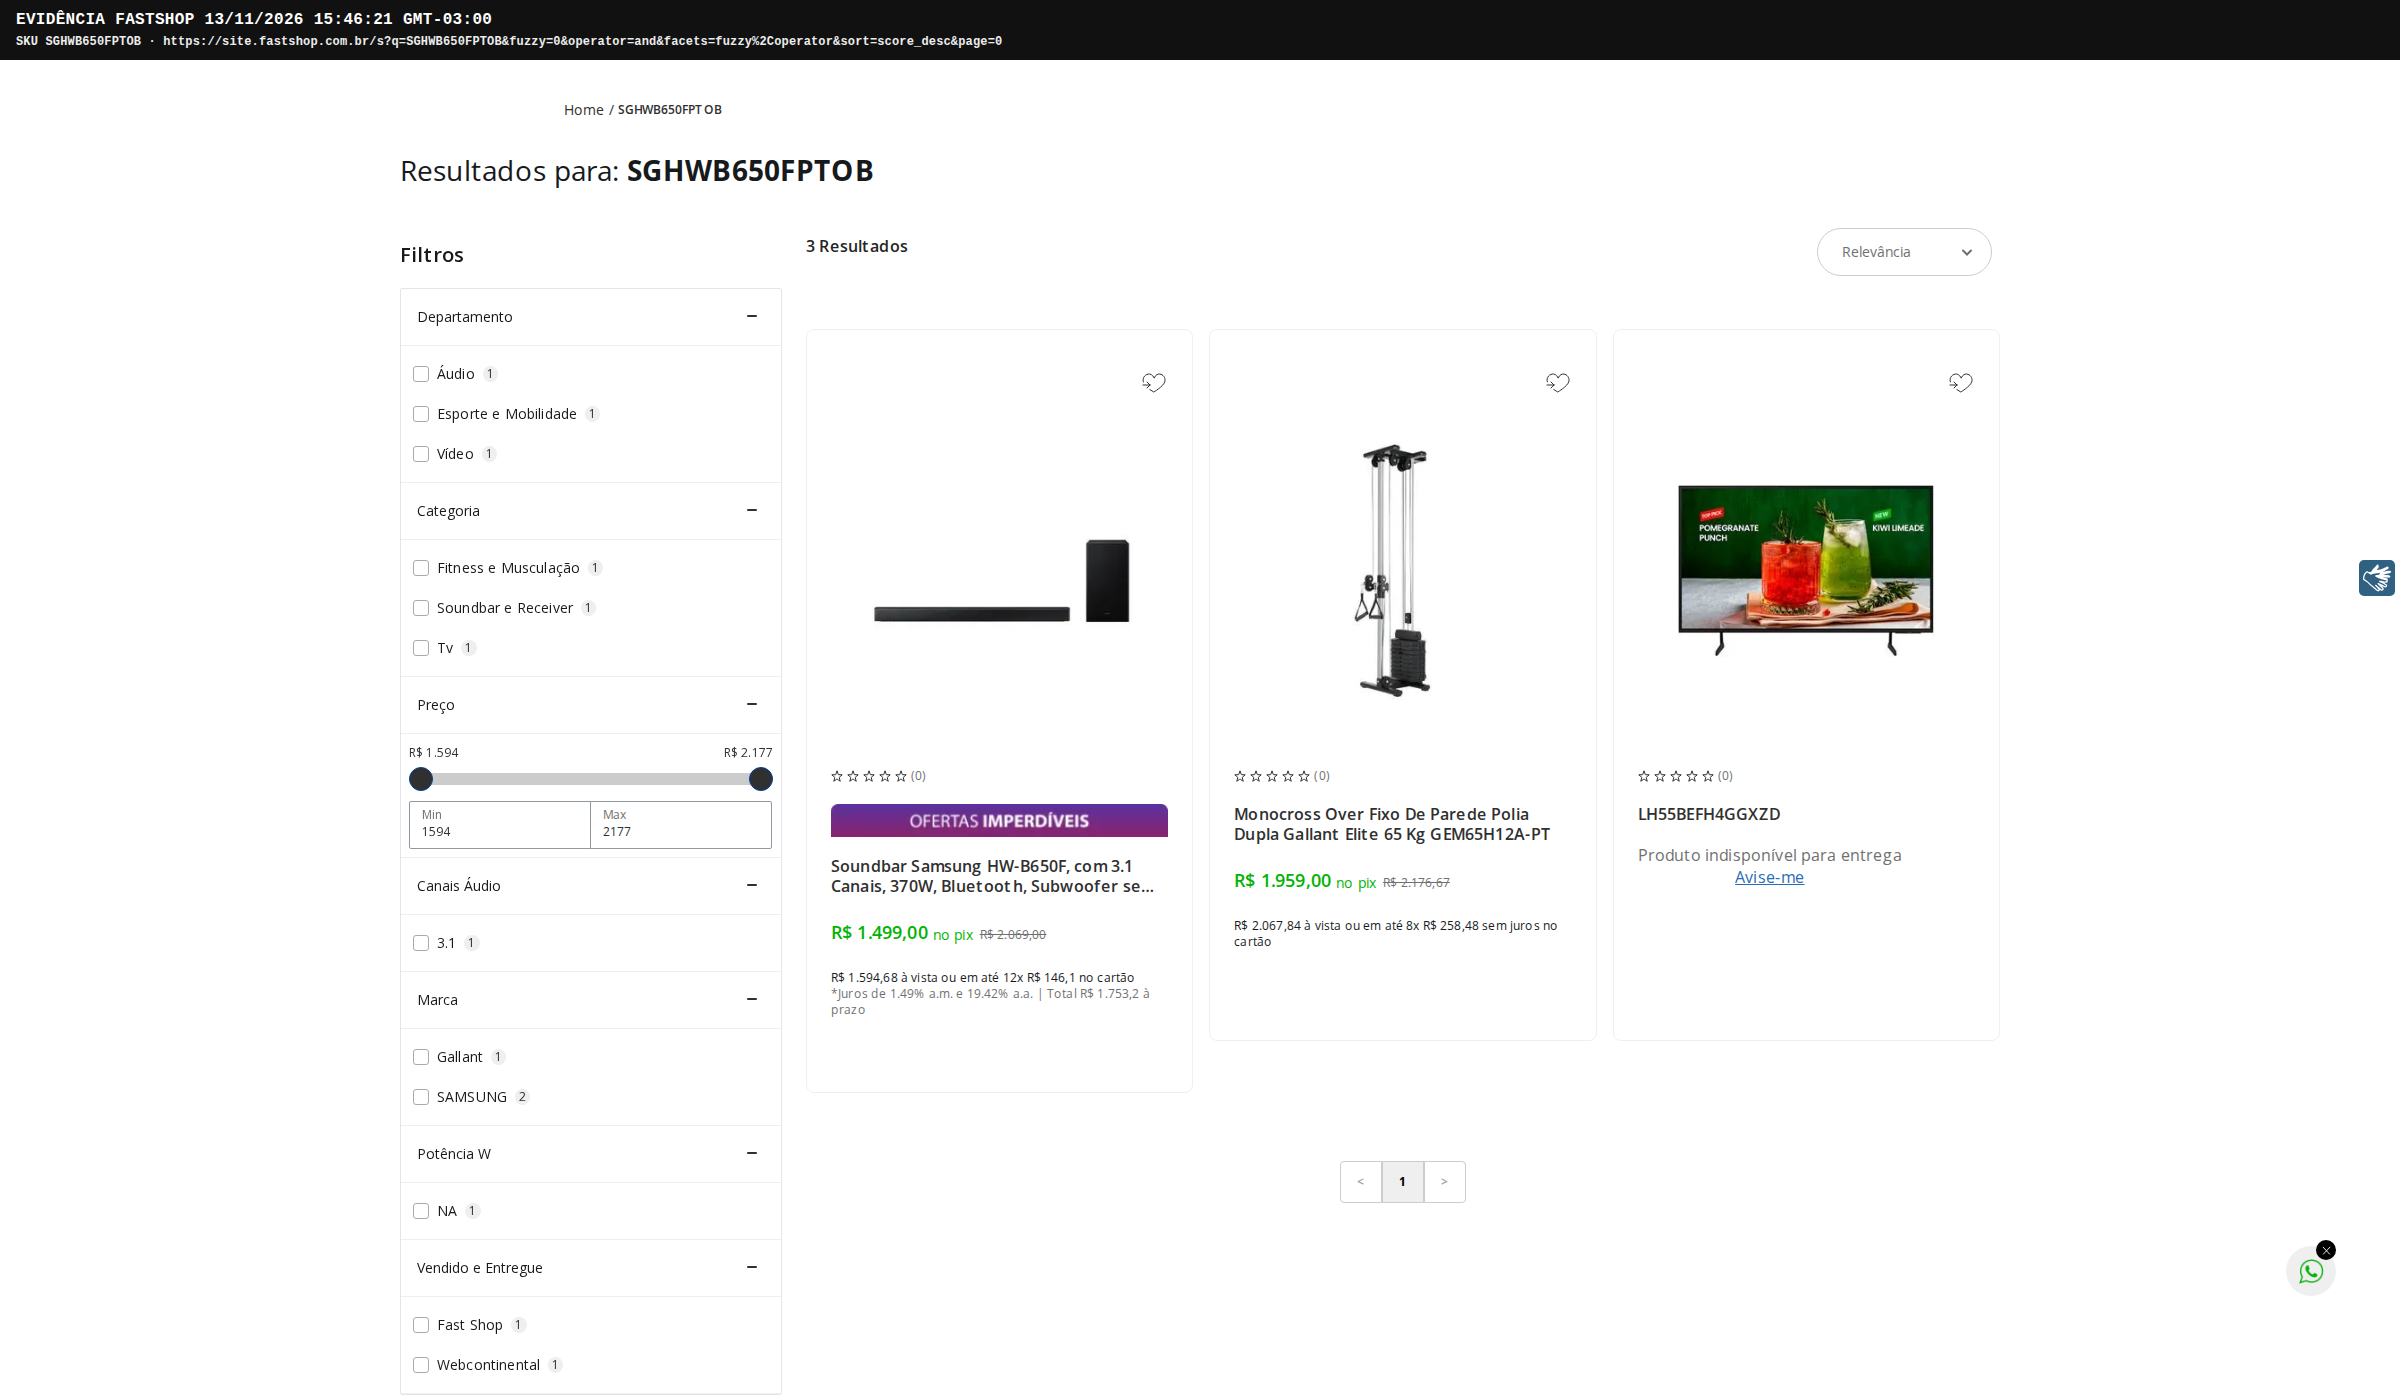 EVIDÊNCIA FASTSHOP 13/11/2026 15:46:21 GMT-03:00
SKU SGHWB650FPTOB · https://site.fastshop.com.br/s?q=SGHWB650FPTOB&fuzzy=0&operator=and&facets=fuzzy%2Coperator&sort=score_desc&page=0
Home / SGHWB650FPTOB
Resultados para: SGHWB650FPTOB
Filtros
3 Resultados
Relevância
Departamento
Áudio 1
Esporte e Mobilidade 1
Vídeo 1
Categoria
Fitness e Musculação 1
Soundbar e Receiver 1
Tv 1
Preço
R$ 1.594
R$ 2.177
Min
1594
Max
2177
Canais Áudio
3.1 1
Marca
Gallant 1
SAMSUNG 2
Potência W
NA 1
Vendido e Entregue
Fast Shop 1
Webcontinental 1
(0)
OFERTAS IMPERDÍVEIS
Soundbar Samsung HW-B650F, com 3.1
Canais, 370W, Bluetooth, Subwoofer se...
R$ 1.499,00 no pix R$ 2.069,00
R$ 1.594,68 à vista ou em até 12x R$ 146,1 no cartão
*Juros de 1.49% a.m. e 19.42% a.a. | Total R$ 1.753,2 à
prazo
(0)
Monocross Over Fixo De Parede Polia
Dupla Gallant Elite 65 Kg GEM65H12A-PT
R$ 1.959,00 no pix R$ 2.176,67
R$ 2.067,84 à vista ou em até 8x R$ 258,48 sem juros no
cartão
TOP PICK
POMEGRANATE
PUNCH
NEW
KIWI LIMEADE
(0)
LH55BEFH4GGXZD
Produto indisponível para entrega
Avise-me
< 1 >